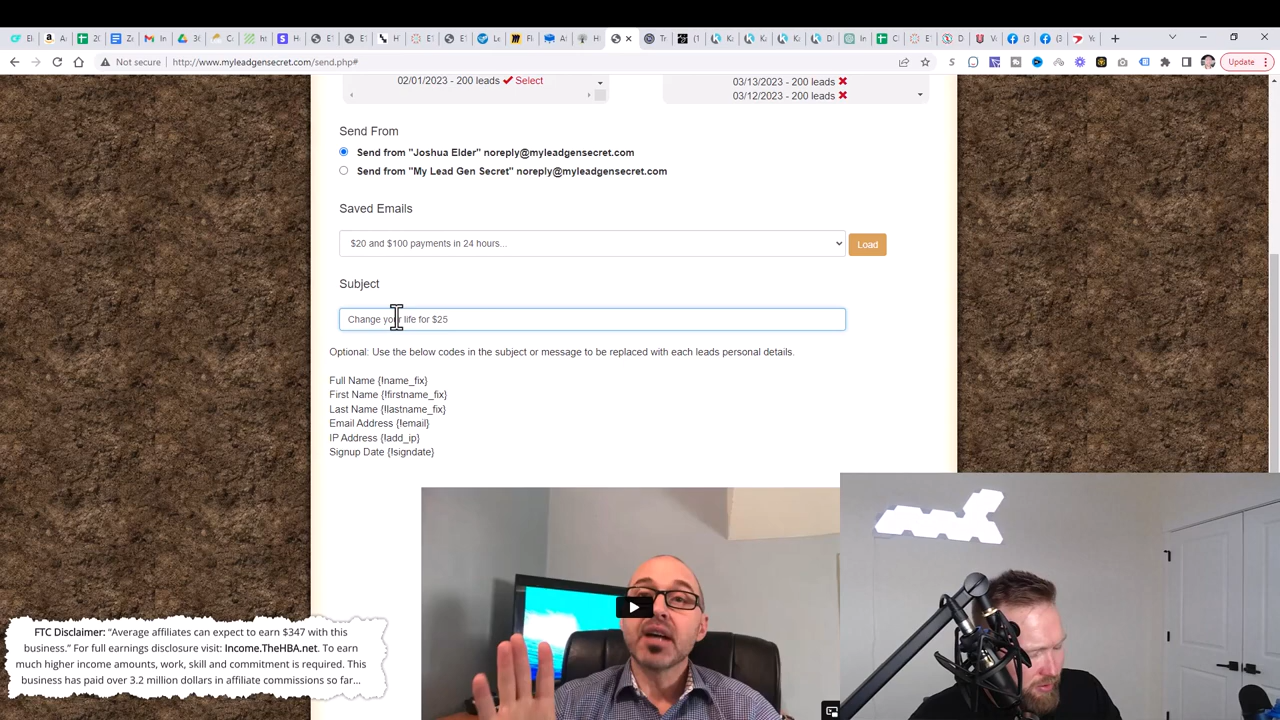 Not secure
http://www.myleadgensecret.com/send.php#
Update
02/01/2023 - 200 leads ✔ Select
03/13/2023 - 200 leads ✖
03/12/2023 - 200 leads ✖
Send From
Send from "Joshua Elder" noreply@myleadgensecret.com
Send from "My Lead Gen Secret" noreply@myleadgensecret.com
Saved Emails
$20 and $100 payments in 24 hours...
Load
Subject
Change your life for $25
Optional: Use the below codes in the subject or message to be replaced with each leads personal details.
Full Name {!name_fix}
First Name {!firstname_fix}
Last Name {!lastname_fix}
Email Address {!email}
IP Address {!add_ip}
Signup Date {!signdate}
FTC Disclaimer: “Average affiliates can expect to earn $347 with this
business.” For full earnings disclosure visit: Income.TheHBA.net. To earn
much higher income amounts, work, skill and commitment is required. This
business has paid over 3.2 million dollars in affiliate commissions so far...